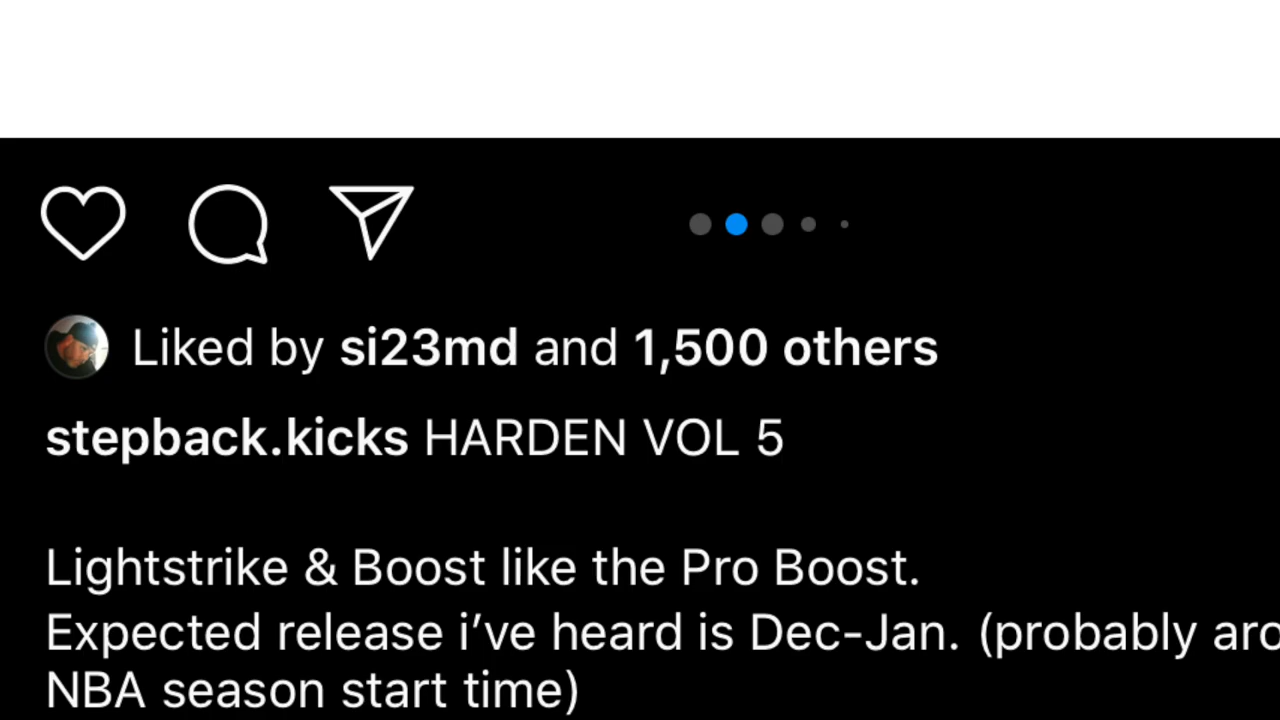 Liked by si23md and 1,500 others
stepback.kicks HARDEN VOL 5
Lightstrike & Boost like the Pro Boost.
Expected release i’ve heard is Dec-Jan. (probably
NBA season start time)